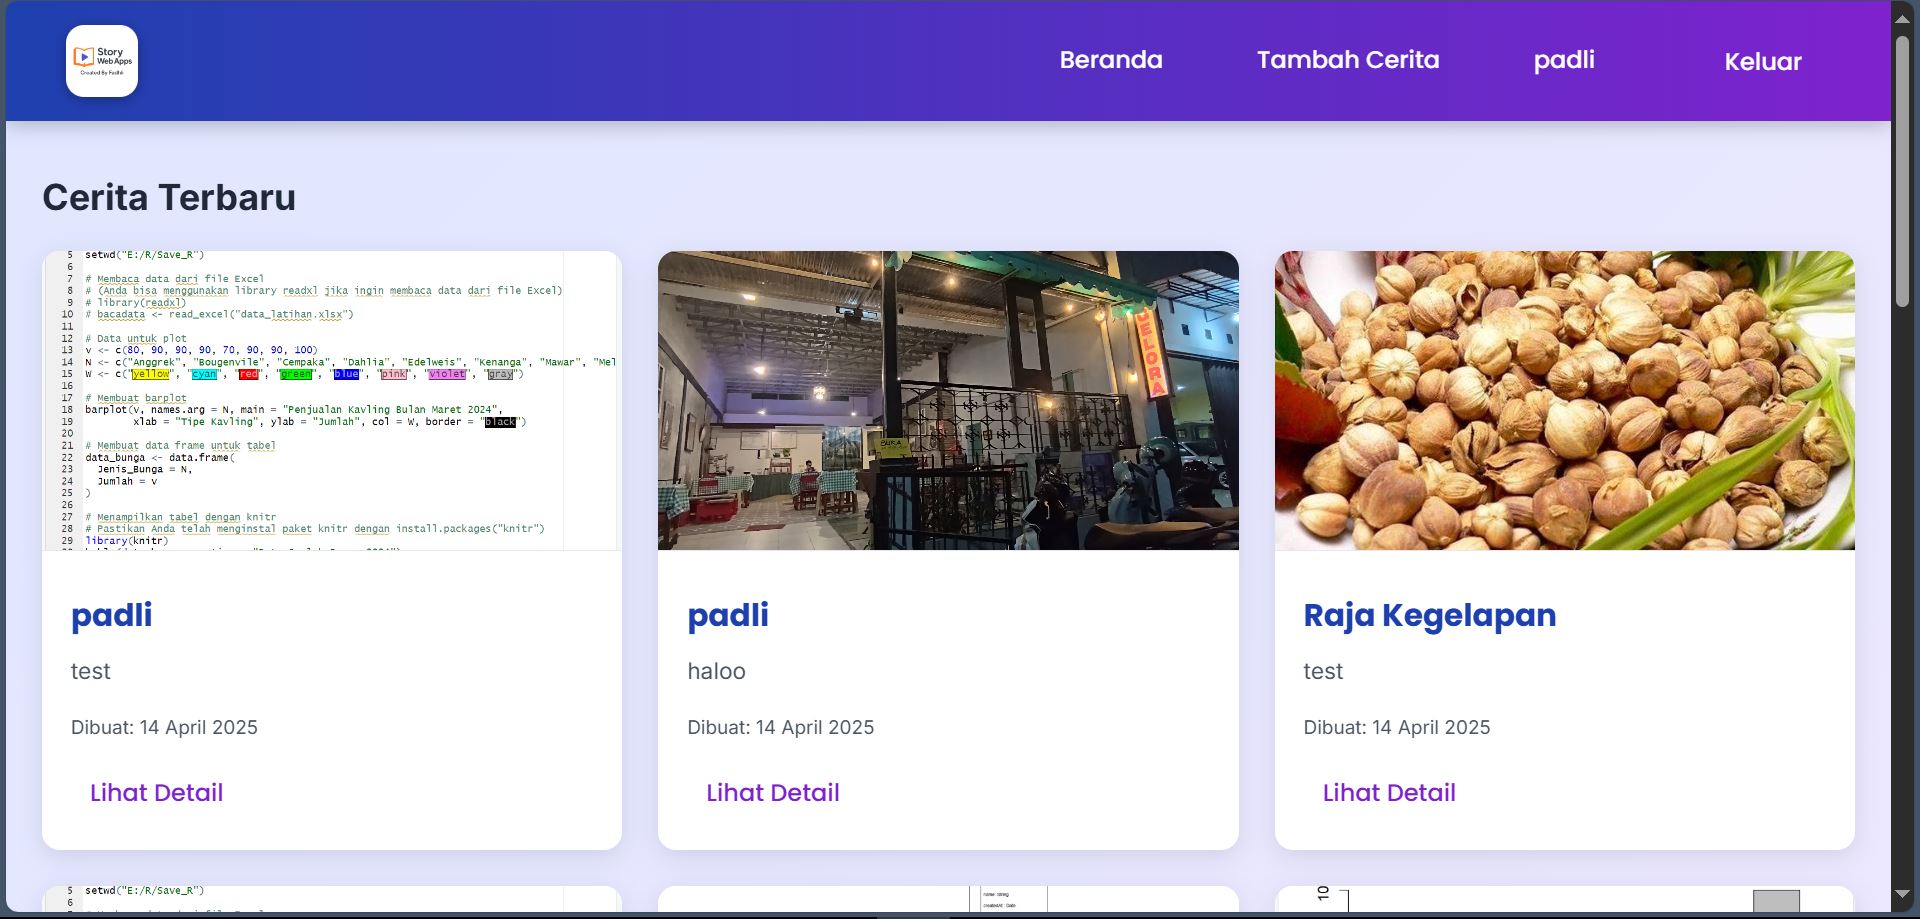 Story
Web Apps
Created By Fadhli
Beranda
Tambah Cerita
padli
Keluar
Cerita Terbaru
5 setwd("E:/R/Save_R")
6
7 # Membaca data dari file Excel
8 # (Anda bisa menggunakan library readxl jika ingin membaca data dari file Excel)
9 # library(readxl)
10 # bacadata <- read_excel("data_latihan.xlsx")
11
12 # Data untuk plot
13 v <- c(80, 90, 90, 90, 70, 90, 90, 100)
14 N <- c("Anggrek", "Bougenvile", "Cempaka", "Dahlia", "Edelweis", "Kenanga", "Mawar", "Mel
15 W <- c("yellow", "cyan", "red", "green", "blue", "pink", "violet", "gray")
16
17 # Membuat barplot
18 barplot(v, names.arg = N, main = "Penjualan Kavling Bulan Maret 2024",
19 xlab = "Tipe Kavling", ylab = "Jumlah", col = W, border = "black")
20
21 # Membuat data frame untuk tabel
22 data_bunga <- data.frame(
23 Jenis_Bunga = N,
24 Jumlah = v
25 )
26
27 # Menampilkan tabel dengan knitr
28 # Pastikan Anda telah menginstal paket knitr dengan install.packages("knitr")
29 library(knitr)
BUKA
JELORA
padli
test
Dibuat: 14 April 2025
Lihat Detail
padli
haloo
Dibuat: 14 April 2025
Lihat Detail
Raja Kegelapan
test
Dibuat: 14 April 2025
Lihat Detail
5 setwd("E:/R/Save_R")
6
name: string
createdAt : Date
10